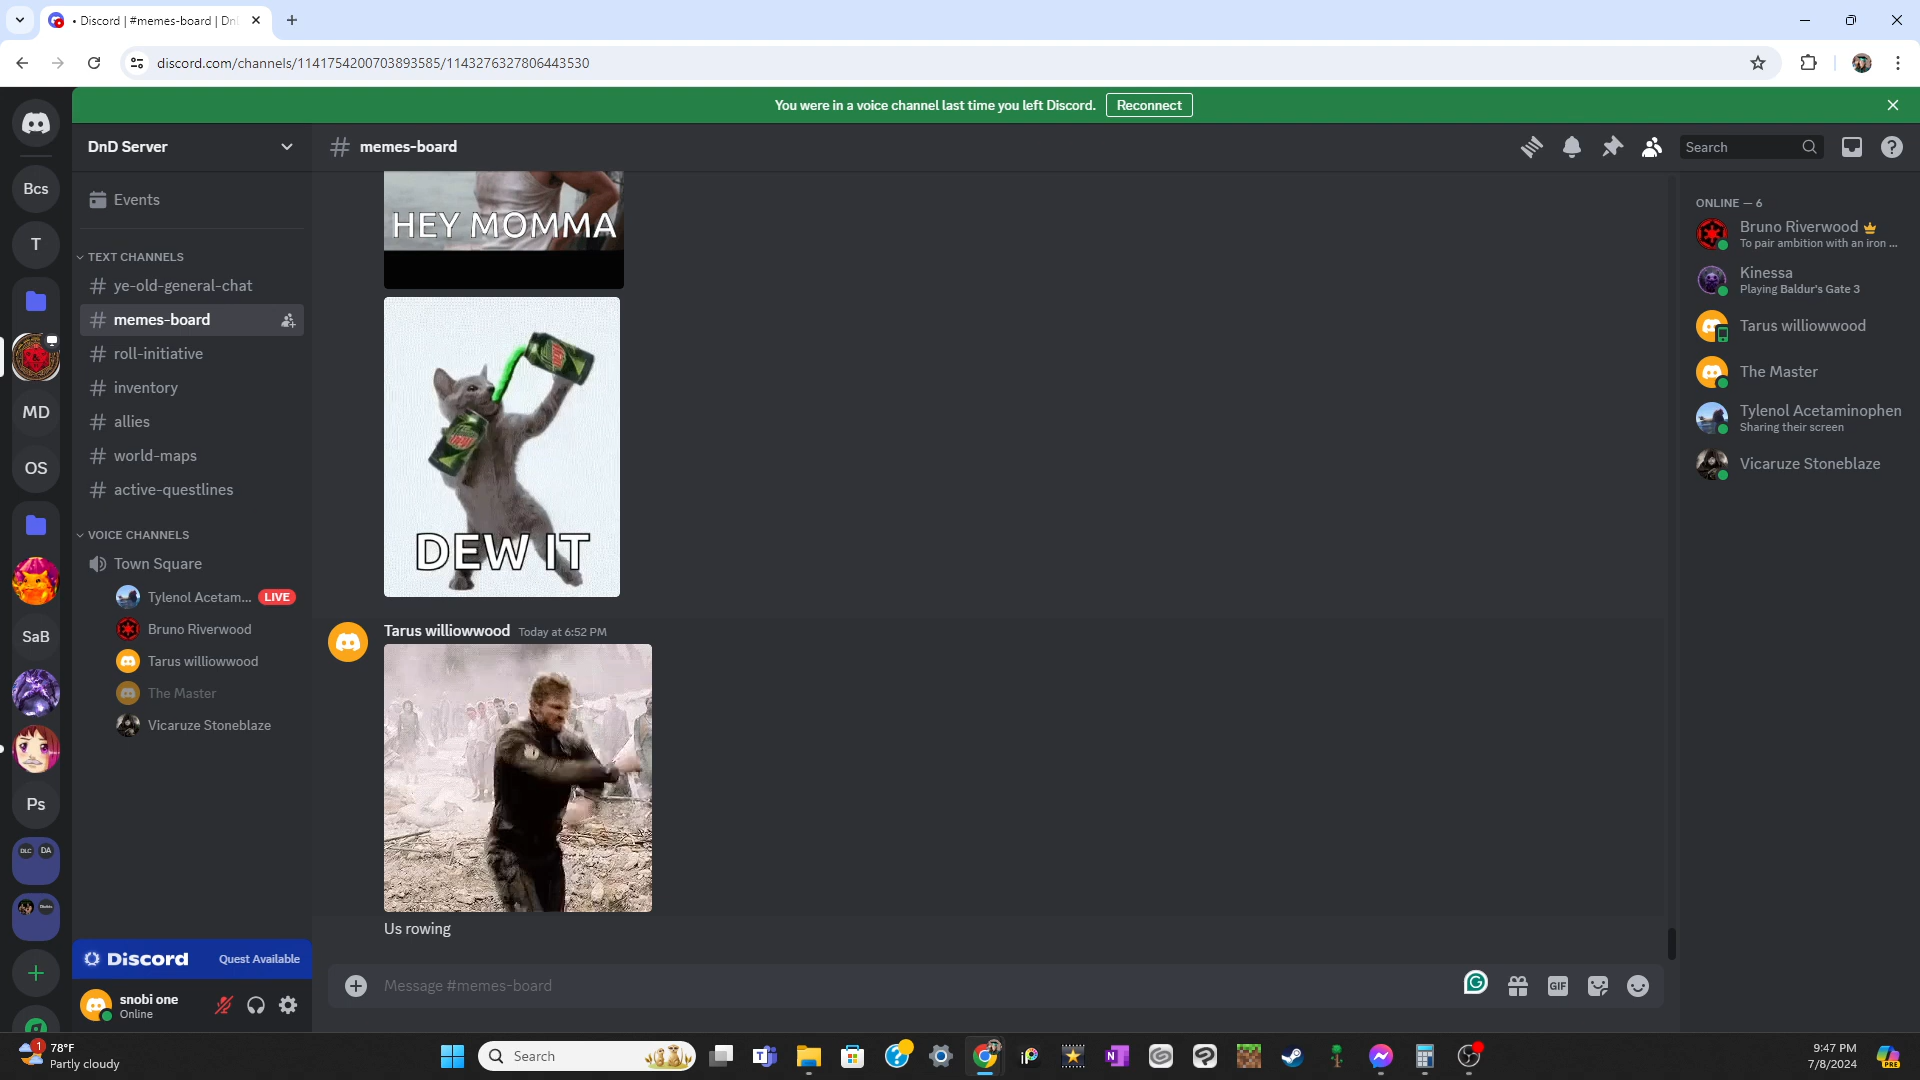 • Discord | #memes-board | Dn
discord.com/channels/1141754200703893585/1143276327806443530
You were in a voice channel last time you left Discord. Reconnect
DnD Server
# memes-board
Search
Events
Bcs
T
MD
OS
SaB
Ps
DLC DA
TEXT CHANNELS
# ye-old-general-chat
# memes-board
# roll-initiative
# inventory
# allies
# world-maps
# active-questlines
VOICE CHANNELS
Town Square
Tylenol Acetam... LIVE
Bruno Riverwood
Tarus williowwood
The Master
Vicaruze Stoneblaze
Discord Quest Available
snobi one
Online
HEY MOMMA
DEW IT
Tarus williowwood Today at 6:52 PM
Us rowing
Message #memes-board
GIF
ONLINE — 6
Bruno Riverwood
To pair ambition with an iron ...
Kinessa
Playing Baldur's Gate 3
Tarus williowwood
The Master
Tylenol Acetaminophen
Sharing their screen
Vicaruze Stoneblaze
1
78°F
Partly cloudy
Search
9:47 PM
7/8/2024
PRE